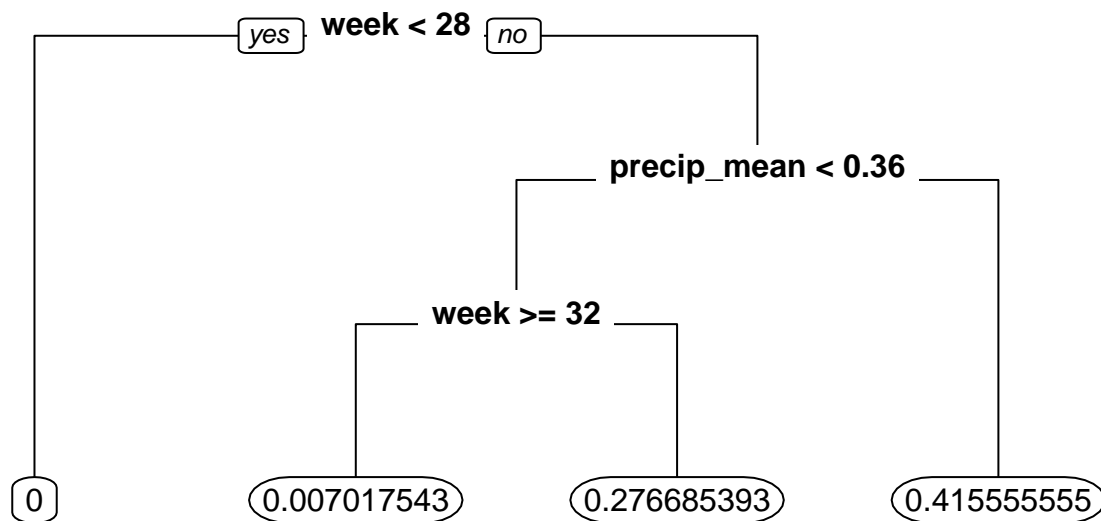 yes week < 28 no
precip_mean < 0.36
week >= 32
0 0.007017543 0.276685393 0.415555555